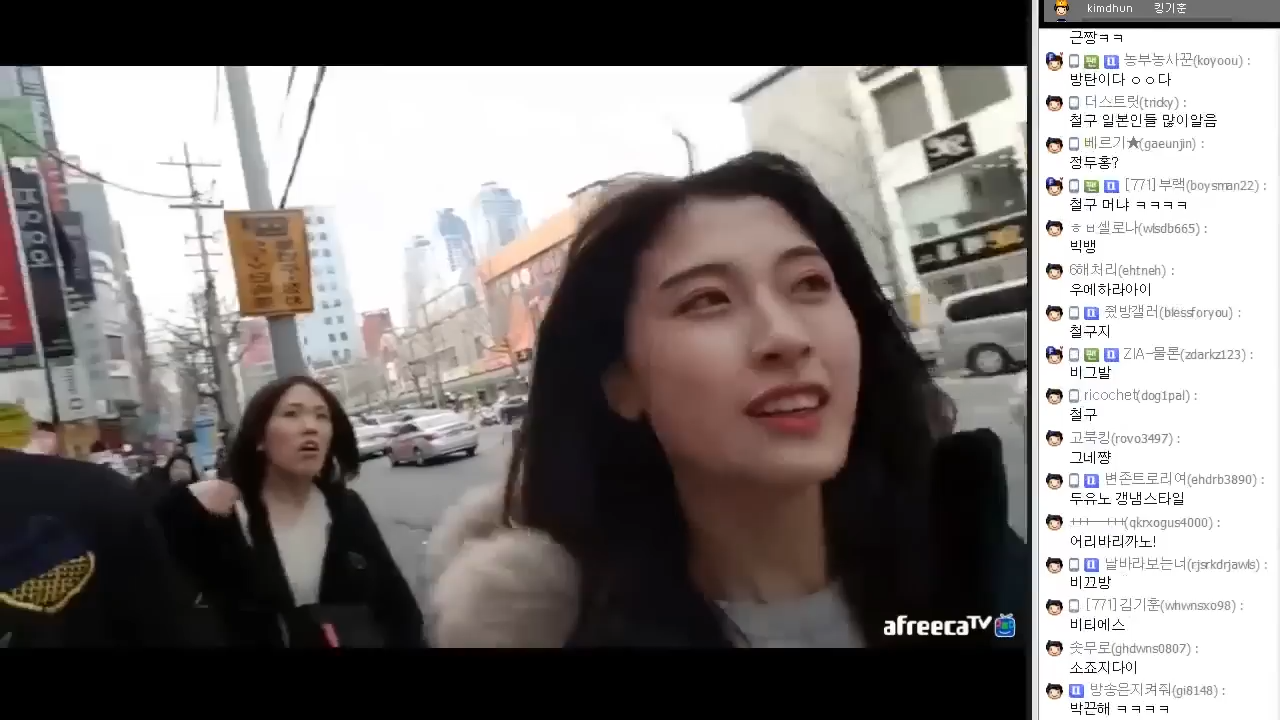 afreecaTV
kimdhun 킹기훈
근짱ㅋㅋ
농부농사꾼(koyoou) :
방탄이다 ㅇㅇ다
더스트릿(tricky) :
철구 일본인들 많이알음
베르기★(gaeunjin) :
정두홍?
[771]부랙(boysman22) :
철구 머냐 ㅋㅋㅋㅋ
ㅎㅂ셀로나(wlsdb665) :
빅뱅
6해처리(ehtneh) :
우에하라아이
쩠방갤러(blessforyou) :
철구지
ZIA-물론(zdarkz123) :
비그발
ricochet(dog1pal) :
철구
고북킹(rovo3497) :
그네쨩
변존트로리여(ehdrb3890) :
두유노 갱냄스타일
(qkrxogus4000) :
어리바리까노!
날바라보는녀(rjsrkdrjawls) :
비끄방
[771]김기훈(whwnsxo98) :
비티에스
솟무로(ghdwns0807) :
소죠지다이
방송은지켜줘(gi8148) :
박끈해 ㅋㅋㅋㅋ